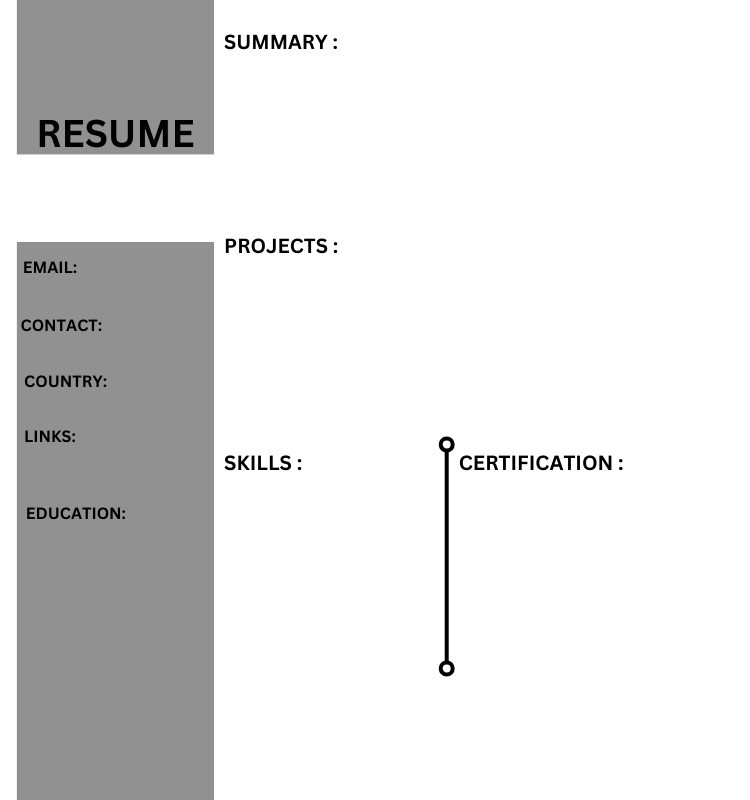 RESUME
EMAIL:
CONTACT:
COUNTRY:
LINKS:
EDUCATION:
SUMMARY :
PROJECTS :
SKILLS :
CERTIFICATION :